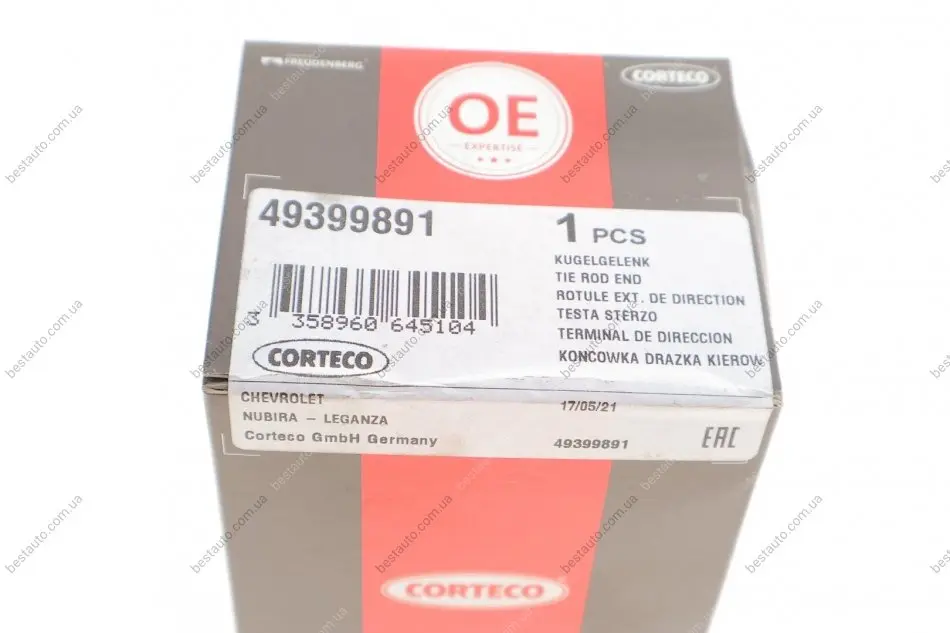 FREUDENBERG
CORTECO
OE
EXPERTISE
49399891
1 PCS
KUGELGELENK
TIE ROD END
ROTULE EXT. DE DIRECTION
TESTA STERZO
TERMINAL DE DIRECCION
KONCOWKA DRAZKA KIEROW
3 358960 645104
CORTECO
CHEVROLET
17/05/21
NUBIRA – LEGANZA
Corteco GmbH Germany
49399891
EAC
CORTECO
bestauto.com.ua